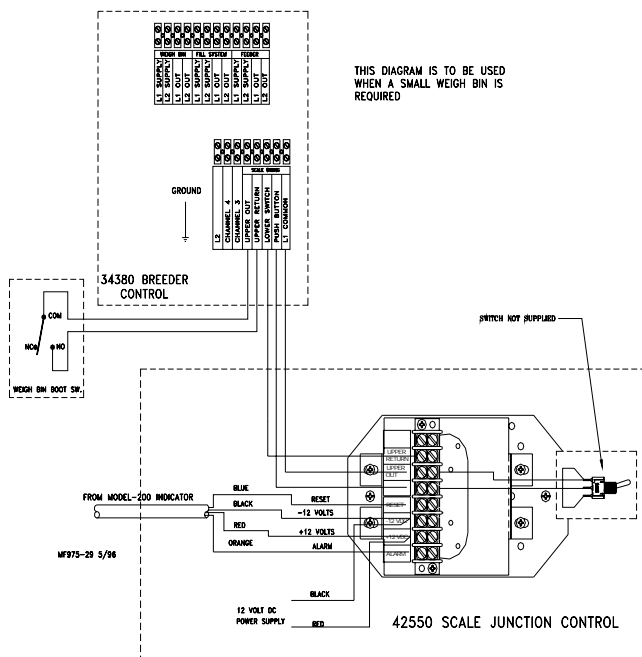 WEIGH BIN FILL SYSTEM FEEDER
L1 SUPPLY
L2 SUPPLY
L1 OUT
L2 OUT
L1 SUPPLY
L2 SUPPLY
L1 OUT
L2 OUT
L1 SUPPLY
L2 SUPPLY
L1 OUT
L2 OUT
THIS DIAGRAM IS TO BE USED
WHEN A SMALL WEIGH BIN IS
REQUIRED
SCALE WIRING
L2
CHANNEL 4
CHANNEL 3
UPPER OUT
UPPER RETURN
LOWER SWITCH
PUSH BUTTON
L1 COMMON
GROUND
34380 BREEDER
CONTROL
COM
NC
NO
WEIGH BIN BOOT SW.
SWITCH NOT SUPPLIED
UPPER
RETURN
UPPER
OUT
RESET
-12 VDC
+12 VDC
ALARM
FROM MODEL-200 INDICATOR
BLUE RESET
BLACK -12 VOLTS
RED +12 VOLTS
ORANGE ALARM
MF975-29 5/96
BLACK
12 VOLT DC
POWER SUPPLY
RED
42550 SCALE JUNCTION CONTROL